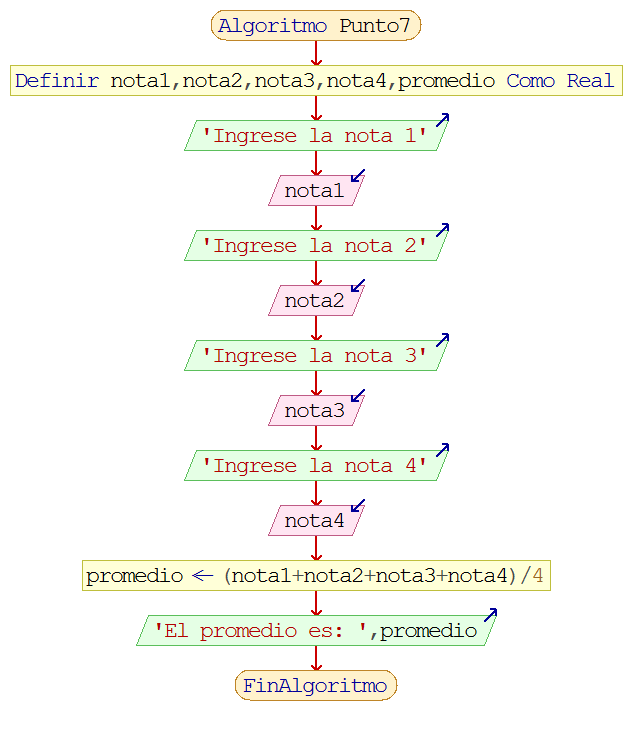 Algoritmo Punto7
Definir nota1,nota2,nota3,nota4,promedio Como Real
'Ingrese la nota 1'
nota1
'Ingrese la nota 2'
nota2
'Ingrese la nota 3'
nota3
'Ingrese la nota 4'
nota4
promedio ← (nota1+nota2+nota3+nota4)/4
'El promedio es: ',promedio
FinAlgoritmo